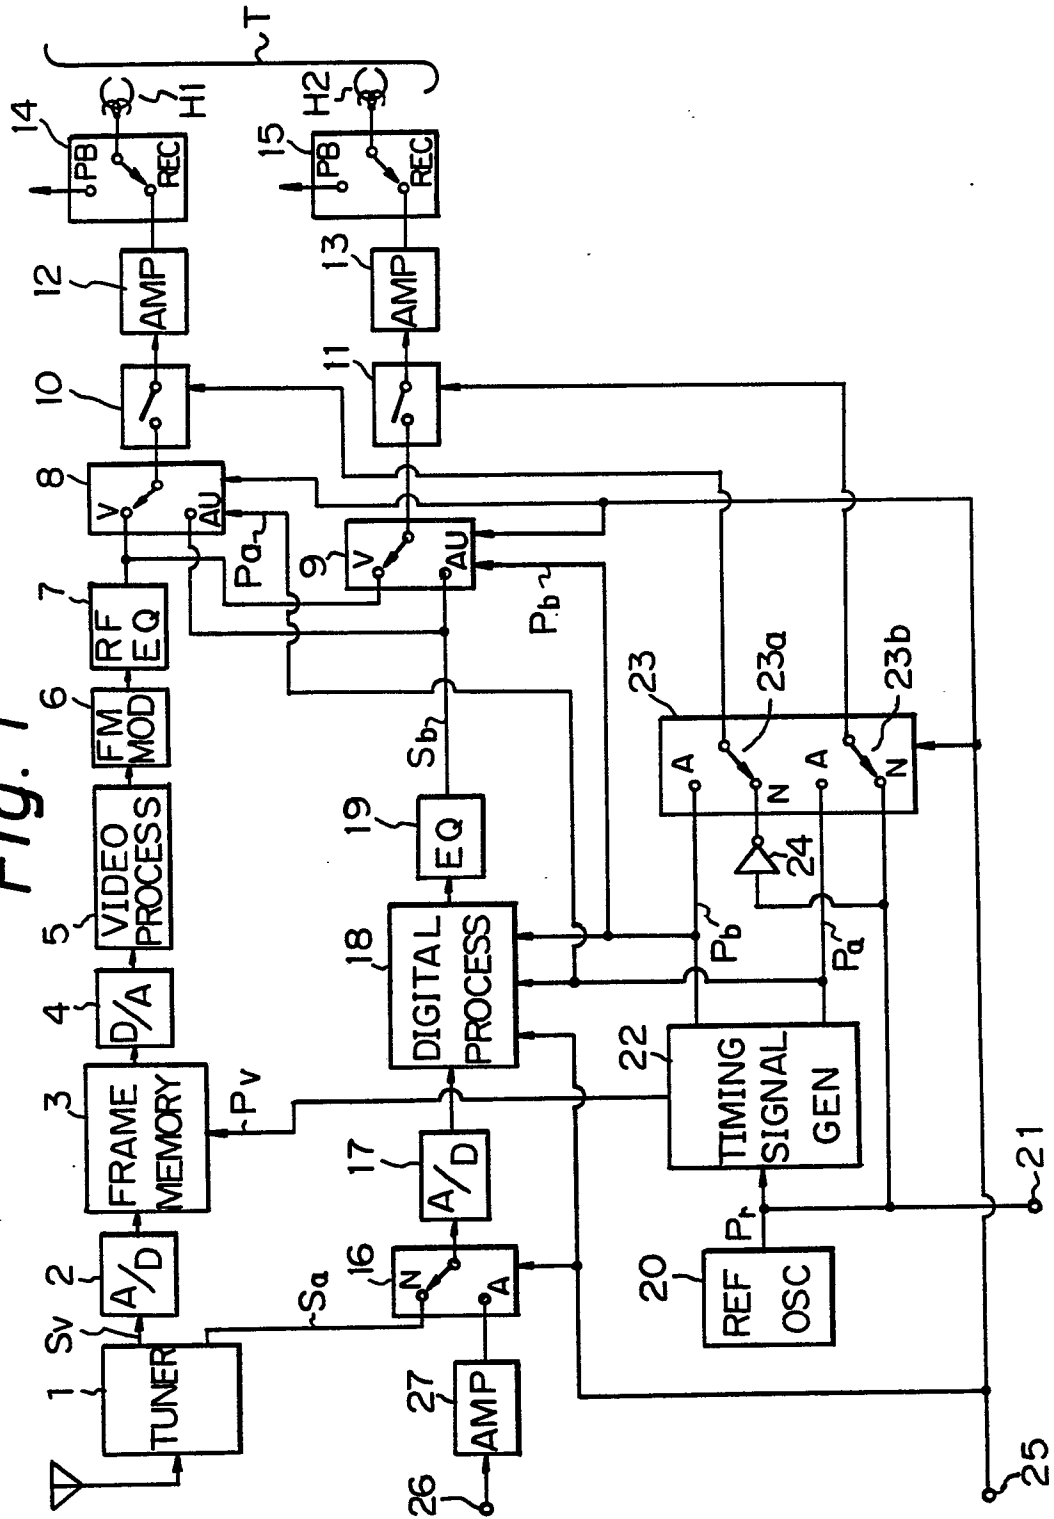 Fig. 1
1
TUNER
Sv
2
A/D
3
FRAME
MEMORY
Pv
4
D/A
5
VIDEO
PROCESS
6
FM
MOD
7
RF
EQ
8
V
AU
Pa
10
12
AMP
14
PB
REC
H1
T
Sa
16
N
A
17
A/D
18
DIGITAL
PROCESS
19
EQ
Sb
9
V
AU
Pb
11
13
AMP
15
PB
REC
H2
26
27
AMP
20
REF
OSC
Pr
22
TIMING
SIGNAL
GEN
Pb
Pa
24
23
A
N
23a
A
N
23b
21
25